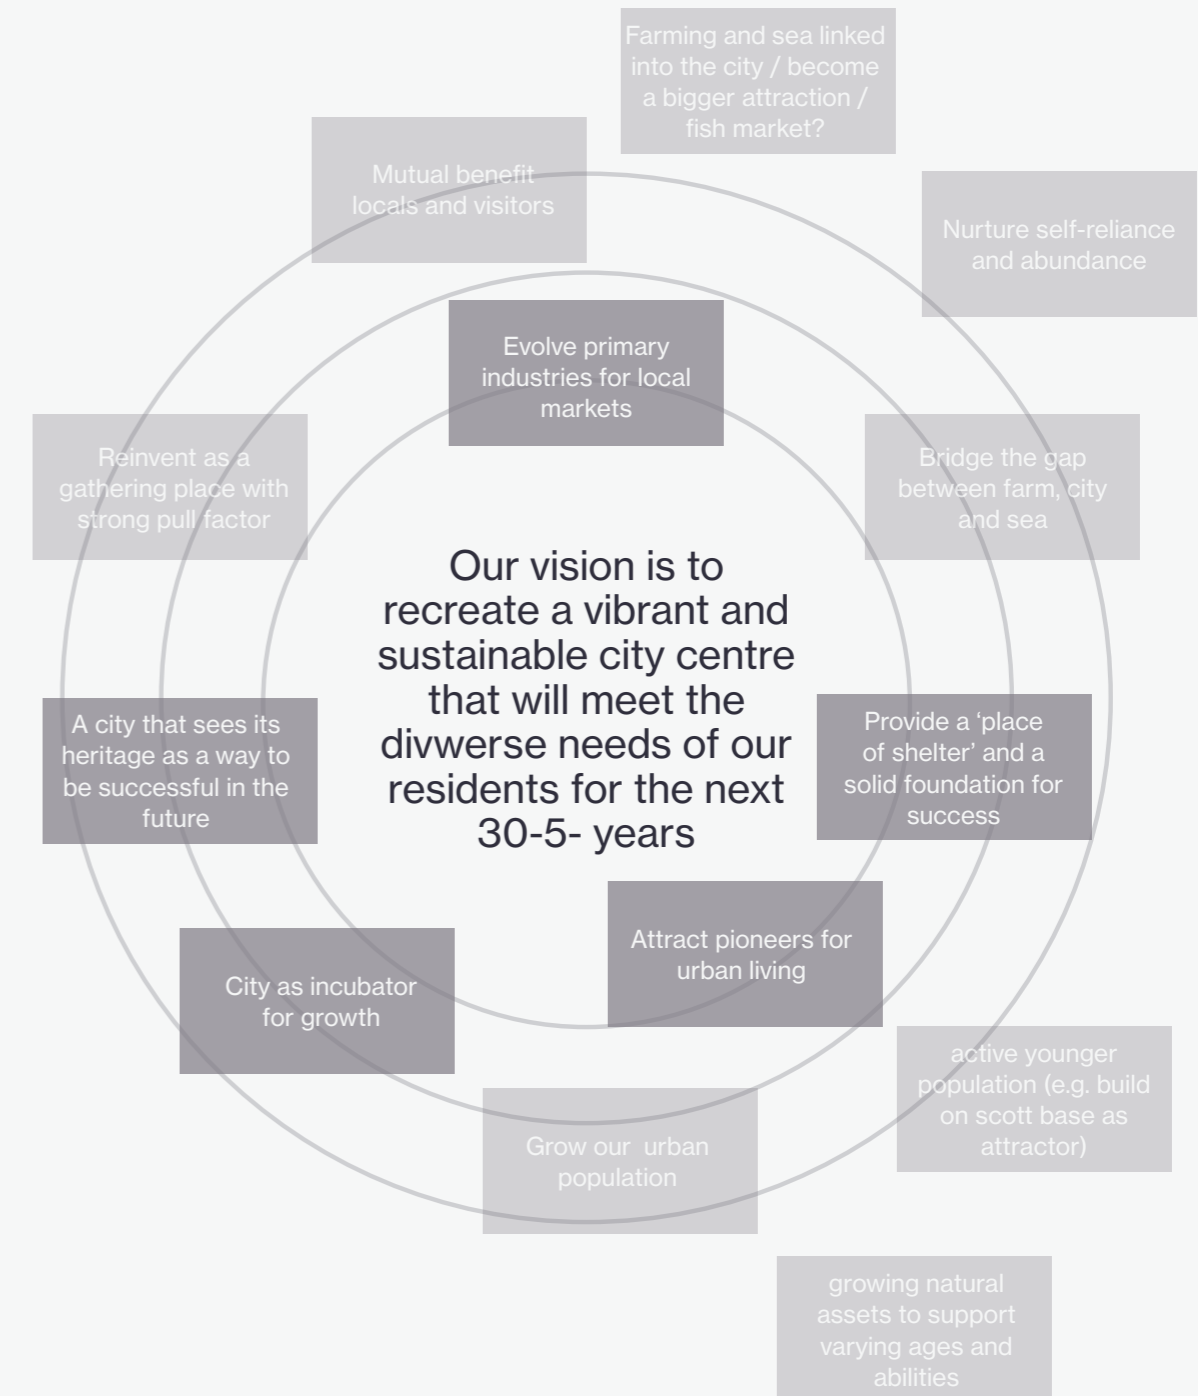 Farming and sea linked
into the city / become
a bigger attraction /
fish market?
Mutual benefit
locals and visitors
Nurture self-reliance
and abundance
Evolve primary
industries for local
markets
Reinvent as a
gathering place with
strong pull factor
Bridge the gap
between farm, city
and sea
Our vision is to
recreate a vibrant and
sustainable city centre
that will meet the
divwerse needs of our
residents for the next
30-5- years
A city that sees its
heritage as a way to
be successful in the
future
Provide a ‘place
of shelter’ and a
solid foundation for
success
Attract pioneers for
urban living
City as incubator
for growth
active younger
population (e.g. build
on scott base as
attractor)
Grow our urban
population
growing natural
assets to support
varying ages and
abilities